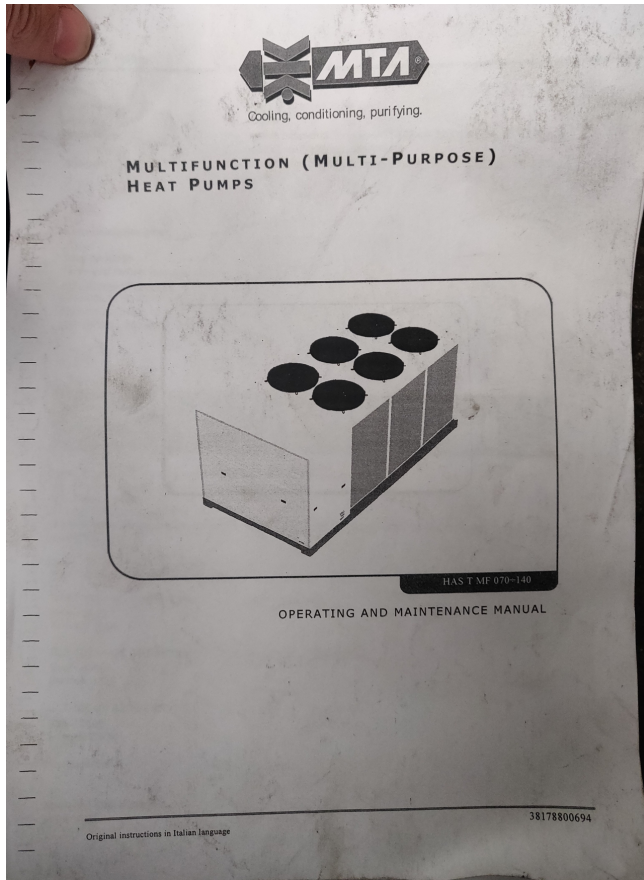 MTA®
Cooling, conditioning, purifying.
MULTIFUNCTION (MULTI-PURPOSE)
HEAT PUMPS
HAS T MF 070÷140
OPERATING AND MAINTENANCE MANUAL
38178800694
Original instructions in Italian language